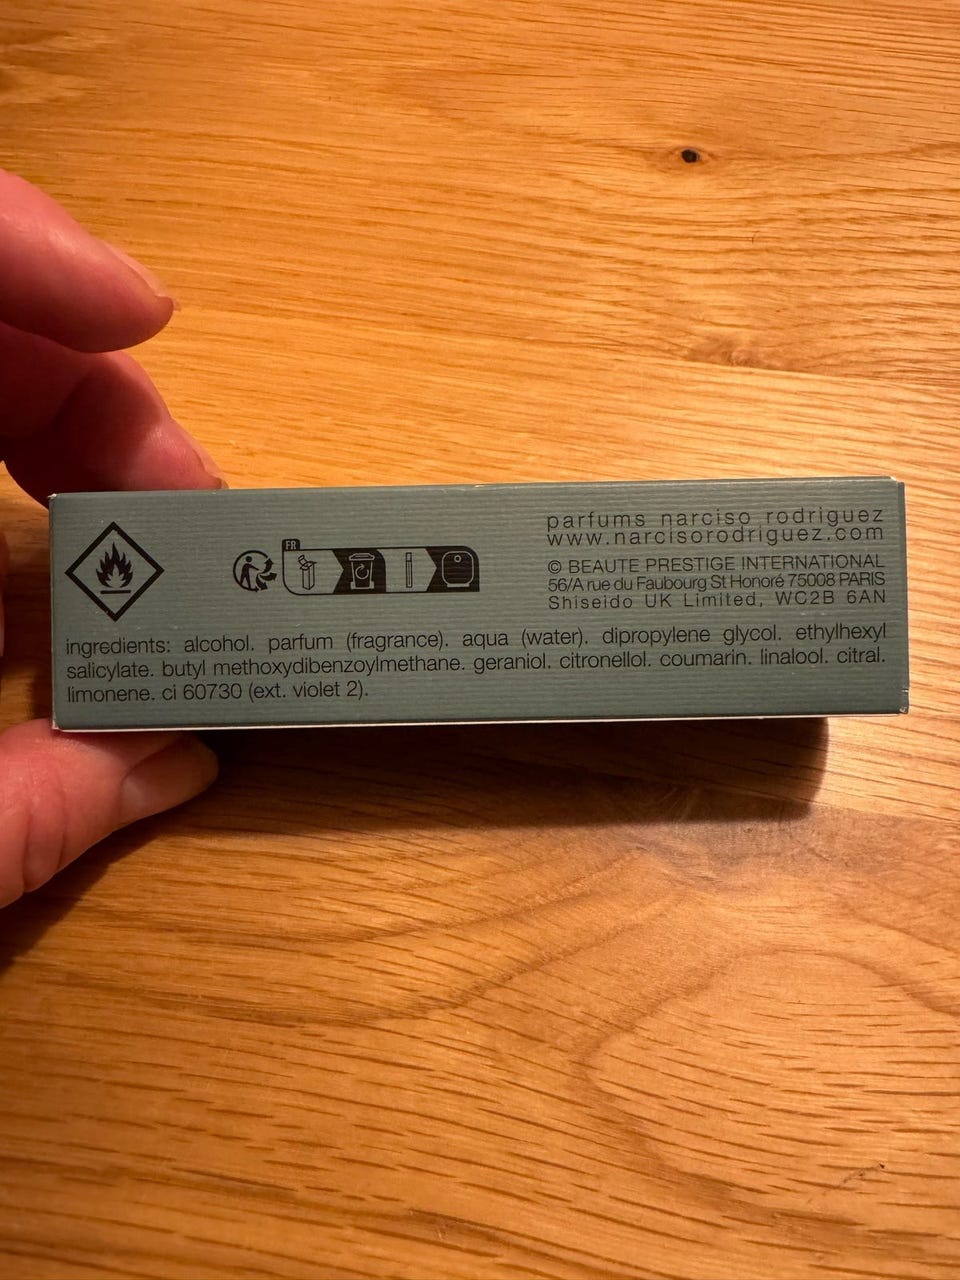 FR
parfums narciso rodriguez
www.narcisorodriguez.com
© BEAUTE PRESTIGE INTERNATIONAL
56/A rue du Faubourg St Honoré 75008 PARIS
Shiseido UK Limited, WC2B 6AN
ingredients: alcohol. parfum (fragrance). aqua (water). dipropylene glycol. ethylhexyl
salicylate. butyl methoxydibenzoylmethane. geraniol. citronellol. coumarin. linalool. citral.
limonene. ci 60730 (ext. violet 2).